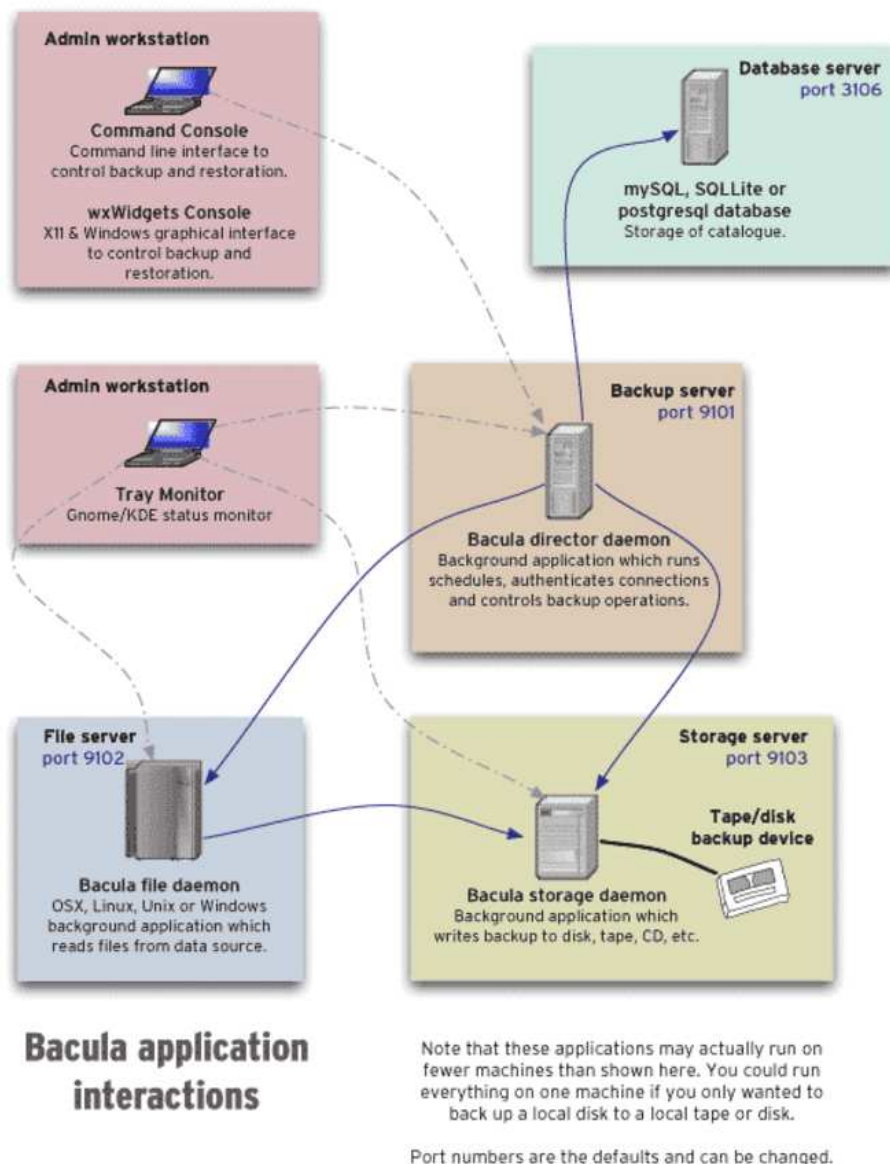 Admin workstation
Command Console
Command line interface to
control backup and restoration.
wxWidgets Console
X11 & Windows graphical interface
to control backup and
restoration.
Database server
port 3106
mySQL, SQLLite or
postgresql database
Storage of catalogue.
Admin workstation
Tray Monitor
Gnome/KDE status monitor
Backup server
port 9101
Bacula director daemon
Background application which runs
schedules, authenticates connections
and controls backup operations.
File server
port 9102
Bacula file daemon
OSX, Linux, Unix or Windows
background application which
reads files from data source.
Storage server
port 9103
Tape/disk
backup device
Bacula storage daemon
Background application which
writes backup to disk, tape, CD, etc.
Bacula application
interactions
Note that these applications may actually run on
fewer machines than shown here. You could run
everything on one machine if you only wanted to
back up a local disk to a local tape or disk.
Port numbers are the defaults and can be changed.